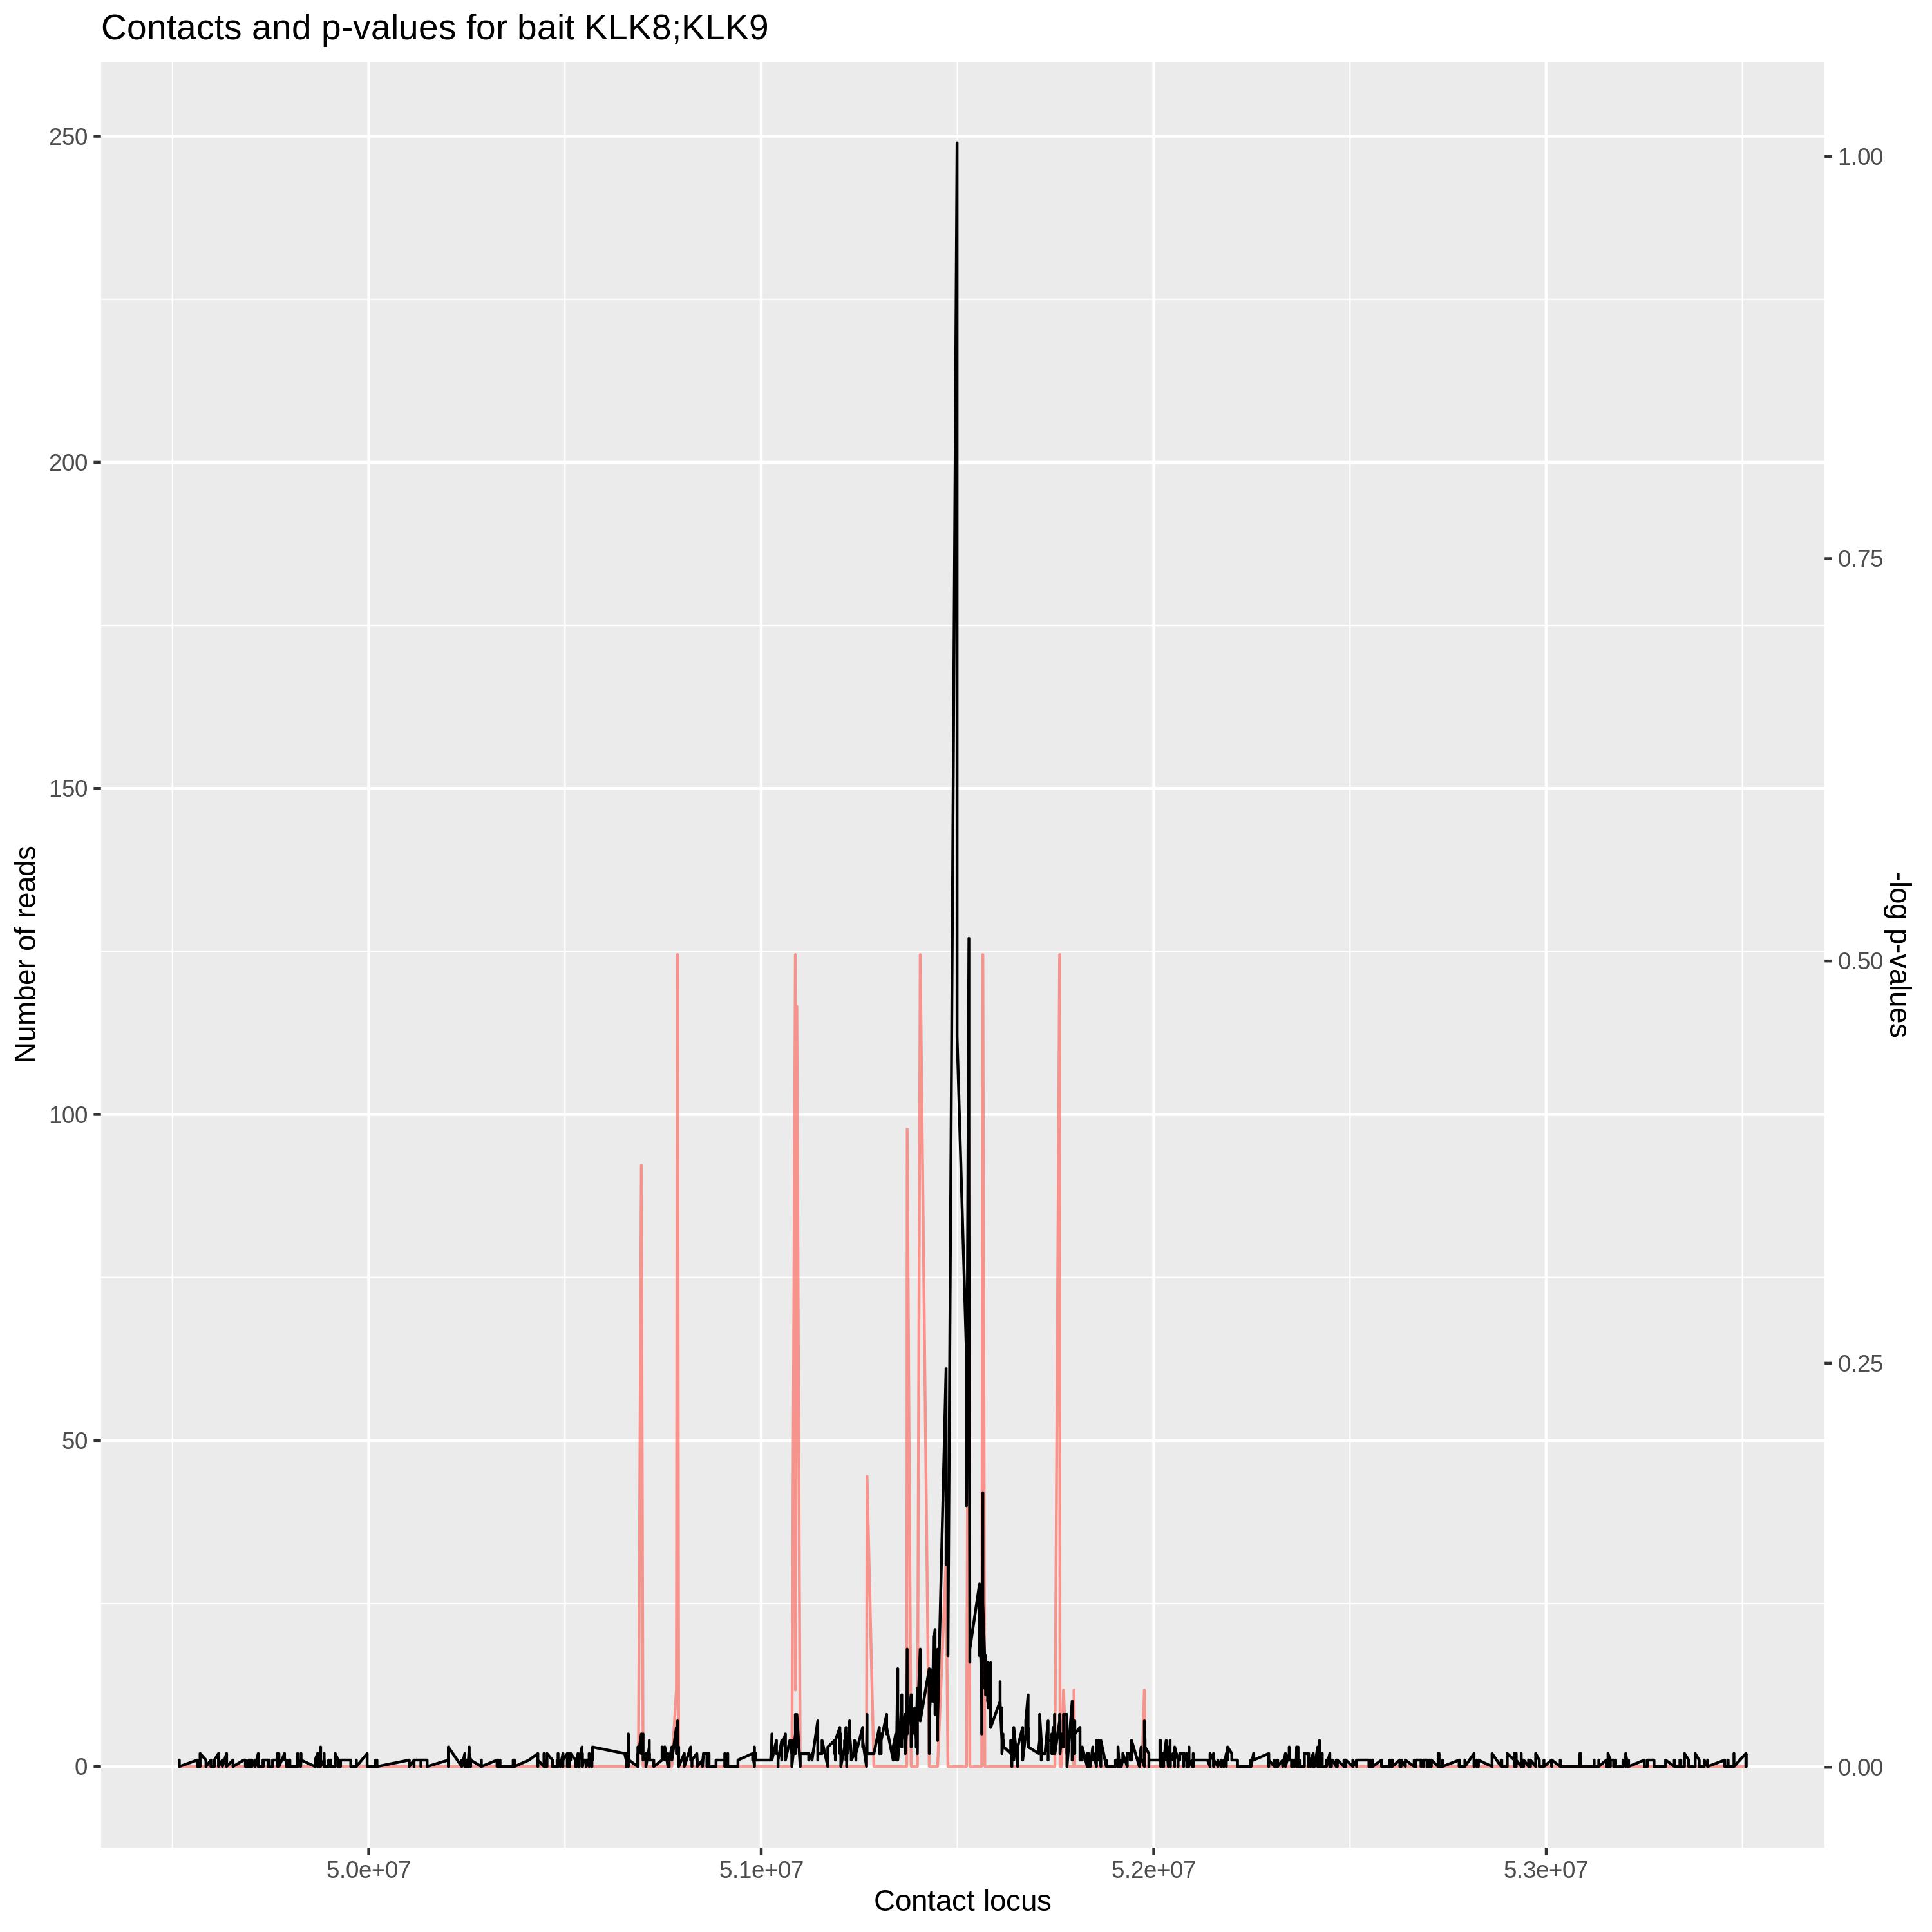 Contacts and p-values for bait KLK8;KLK9
250
200
150
100
50
0
Number of reads
1.00
0.75
0.50
0.25
0.00
-log p-values
5.0e+07
5.1e+07
5.2e+07
5.3e+07
Contact locus